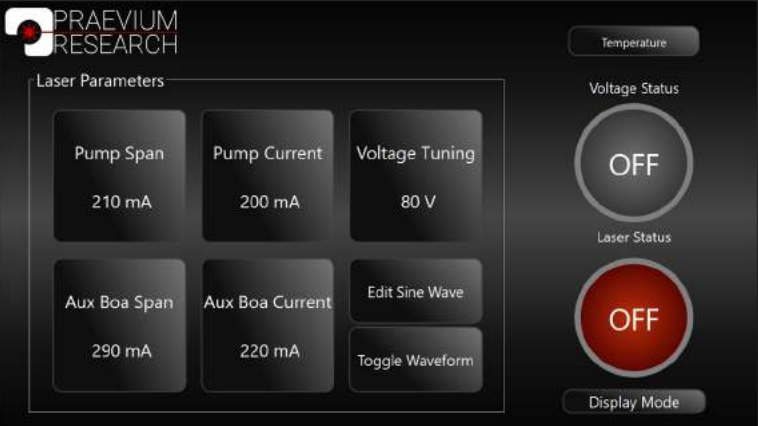 PRAEVIUM
RESEARCH
Temperature
Laser Parameters
Voltage Status
Pump Span
210 mA
Pump Current
200 mA
Voltage Tuning
80 V
OFF
Laser Status
Aux Boa Span
290 mA
Aux Boa Current
220 mA
Edit Sine Wave
Toggle Waveform
OFF
Display Mode